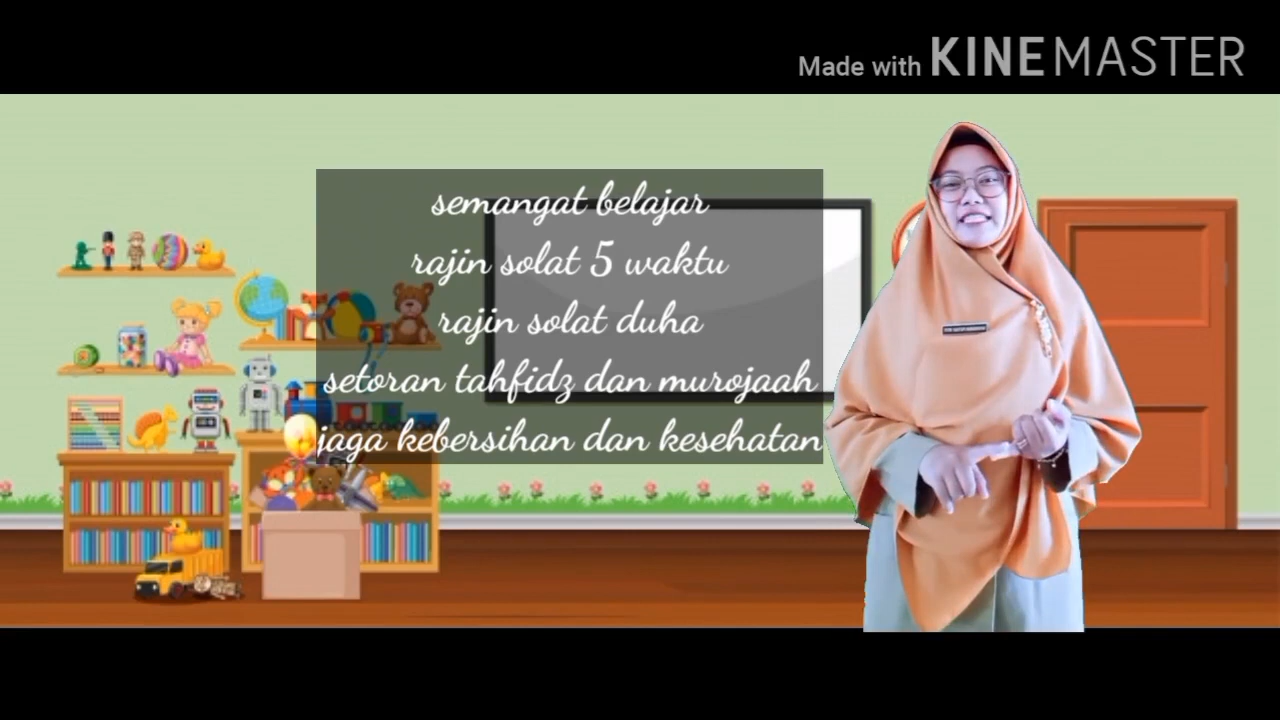 Made with KINEMASTER
semangat belajar
rajin solat 5 waktu
rajin solat duha
setoran tahfidz dan murojaah
jaga kebersihan dan kesehatan